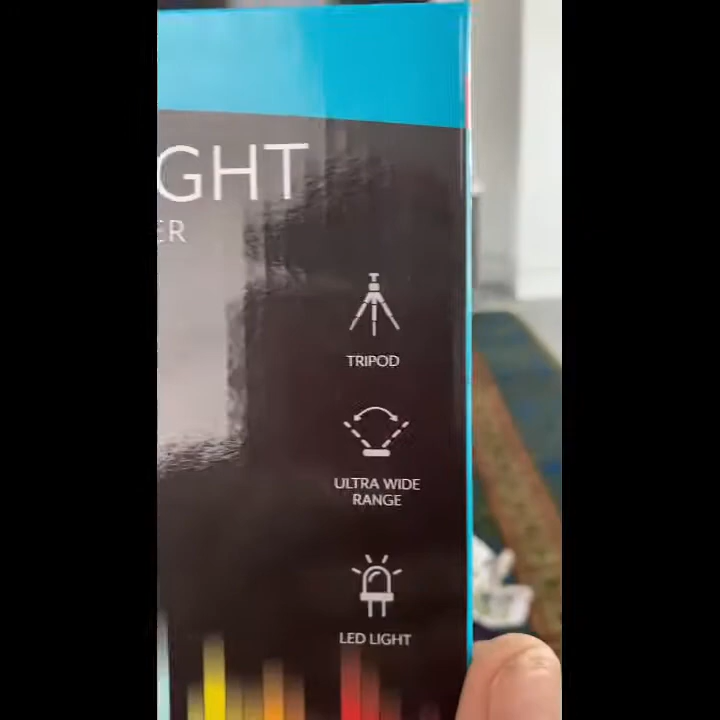 GHT
ER
TRIPOD
ULTRA WIDE
RANGE
LED LIGHT